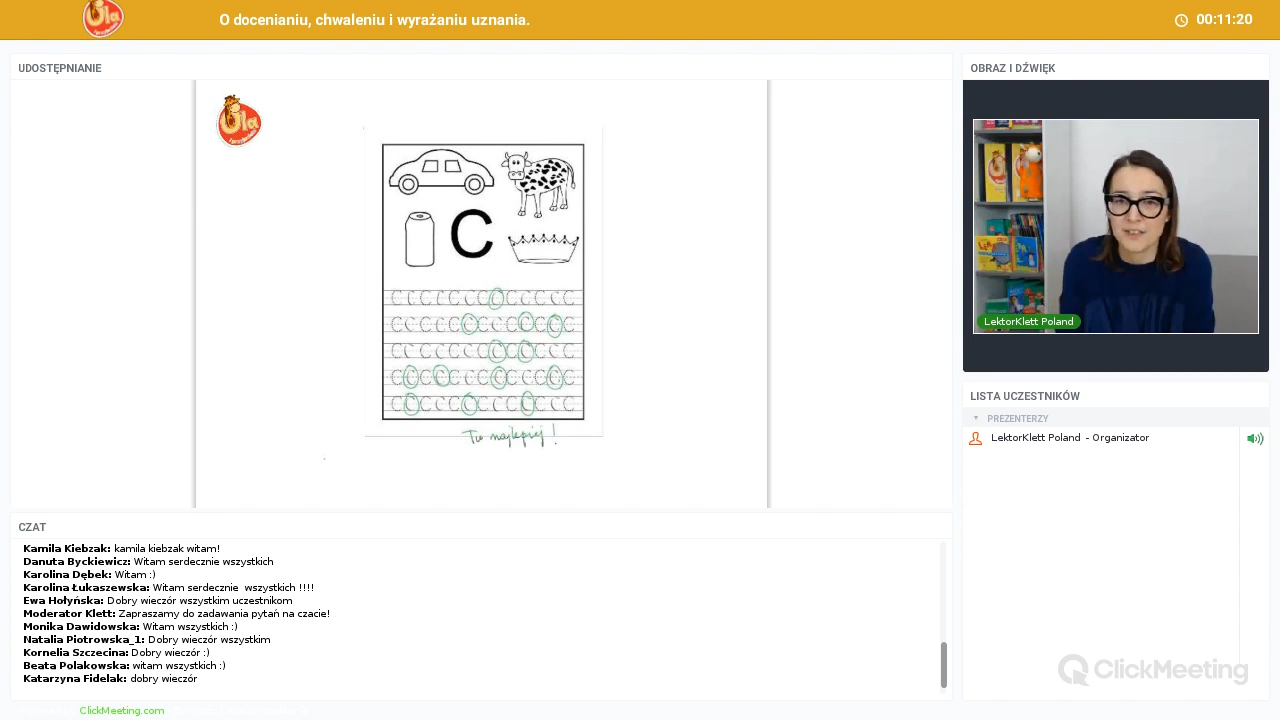 Ula
O docenianiu, chwaleniu i wyrażaniu uznania.
00:11:20
UDOSTĘPNIANIE
Ula
C
C C C C C C C C C C C C C
C C C C C C C C C C C C C
C C C C C C C C C C C C C
C C C C C C C C C C C C C
C C C C C C C C C C C C C
Tu najlepiej!
OBRAZ I DŹWIĘK
LektorKlett Poland
LISTA UCZESTNIKÓW
PREZENTERZY
LektorKlett Poland - Organizator
ClickMeeting
CZAT
Kamila Kiebzak: kamila kiebzak witam!
Danuta Byckiewicz: Witam serdecznie wszystkich
Karolina Dębek: Witam :)
Karolina Łukaszewska: Witam serdecznie wszystkich !!!!
Ewa Hołyńska: Dobry wieczór wszystkim uczestnikom
Moderator Klett: Zapraszamy do zadawania pytań na czacie!
Monika Dawidowska: Witam wszystkich :)
Natalia Piotrowska_1: Dobry wieczór wszystkim
Kornelia Szczecina: Dobry wieczór :)
Beata Polakowska: witam wszystkich :)
Katarzyna Fidelak: dobry wieczór
ClickMeeting.com